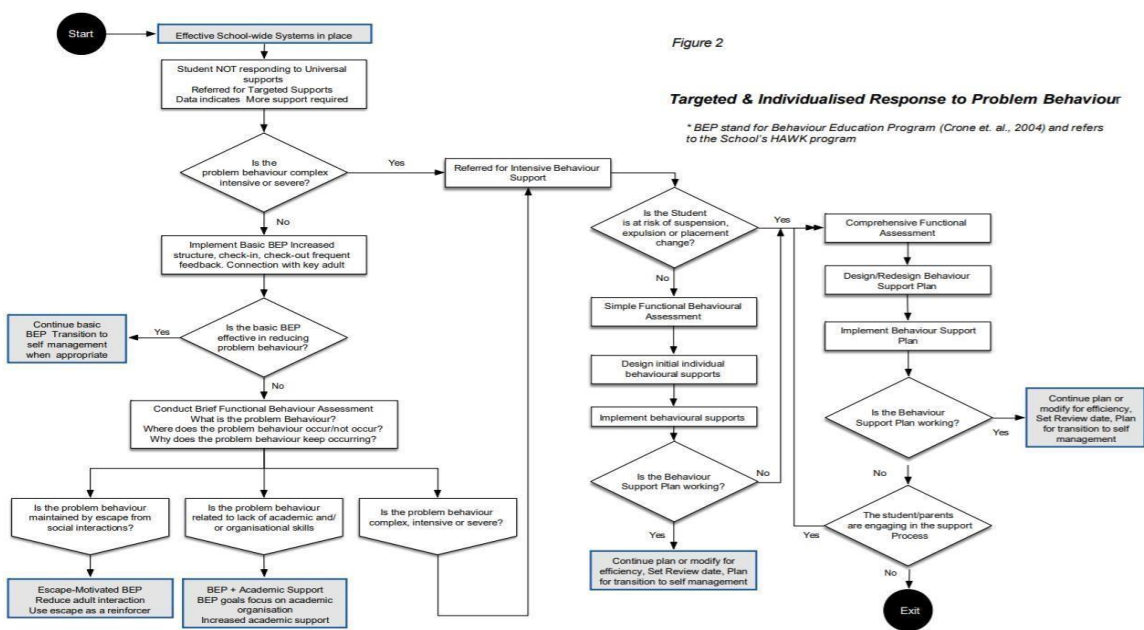 Start
Effective School-wide Systems in place
Figure 2
Student NOT responding to Universal
supports
Referred for Targeted Supports
Data indicates More support required
Targeted & Individualised Response to Problem Behaviour
* BEP stand for Behaviour Education Program (Crone et. al., 2004) and refers
to the School's HAWK program
Is the
problem behaviour complex
intensive or severe?
Yes
Referred for Intensive Behaviour
Support
No
Is the Student
is at risk of suspension,
expulsion or placement
change?
Yes
Comprehensive Functional
Assessment
Implement Basic BEP Increased
structure, check-in, check-out frequent
feedback. Connection with key adult
No
Design/Redesign Behaviour
Support Plan
Simple Functional Behavioural
Assessment
Continue basic
BEP Transition to
self management
when appropriate
Yes
Is the basic BEP
effective in reducing
problem behaviour?
Implement Behaviour Support
Plan
Design initial individual
behavioural supports
No
Conduct Brief Functional Behaviour Assessment
What is the problem Behaviour?
Where does the problem behaviour occur/not occur?
Why does the problem behaviour keep occurring?
Implement behavioural supports
Is the Behaviour
Support Plan working?
Yes
Continue plan or
modify for efficiency,
Set Review date, Plan
for transition to self
management
Is the Behaviour
Support Plan working?
No
No
Is the problem behaviour
maintained by escape from
social interactions?
Is the problem behaviour
related to lack of academic and/
or organisational skills
Is the problem behaviour
complex, intensive or severe?
The student/parents
are engaging in the support
Process
Yes
Yes
Continue plan or modify for
efficiency, Set Review date, Plan
for transition to self management
No
Escape-Motivated BEP
Reduce adult interaction
Use escape as a reinforcer
BEP + Academic Support
BEP goals focus on academic
organisation
Increased academic support
Exit